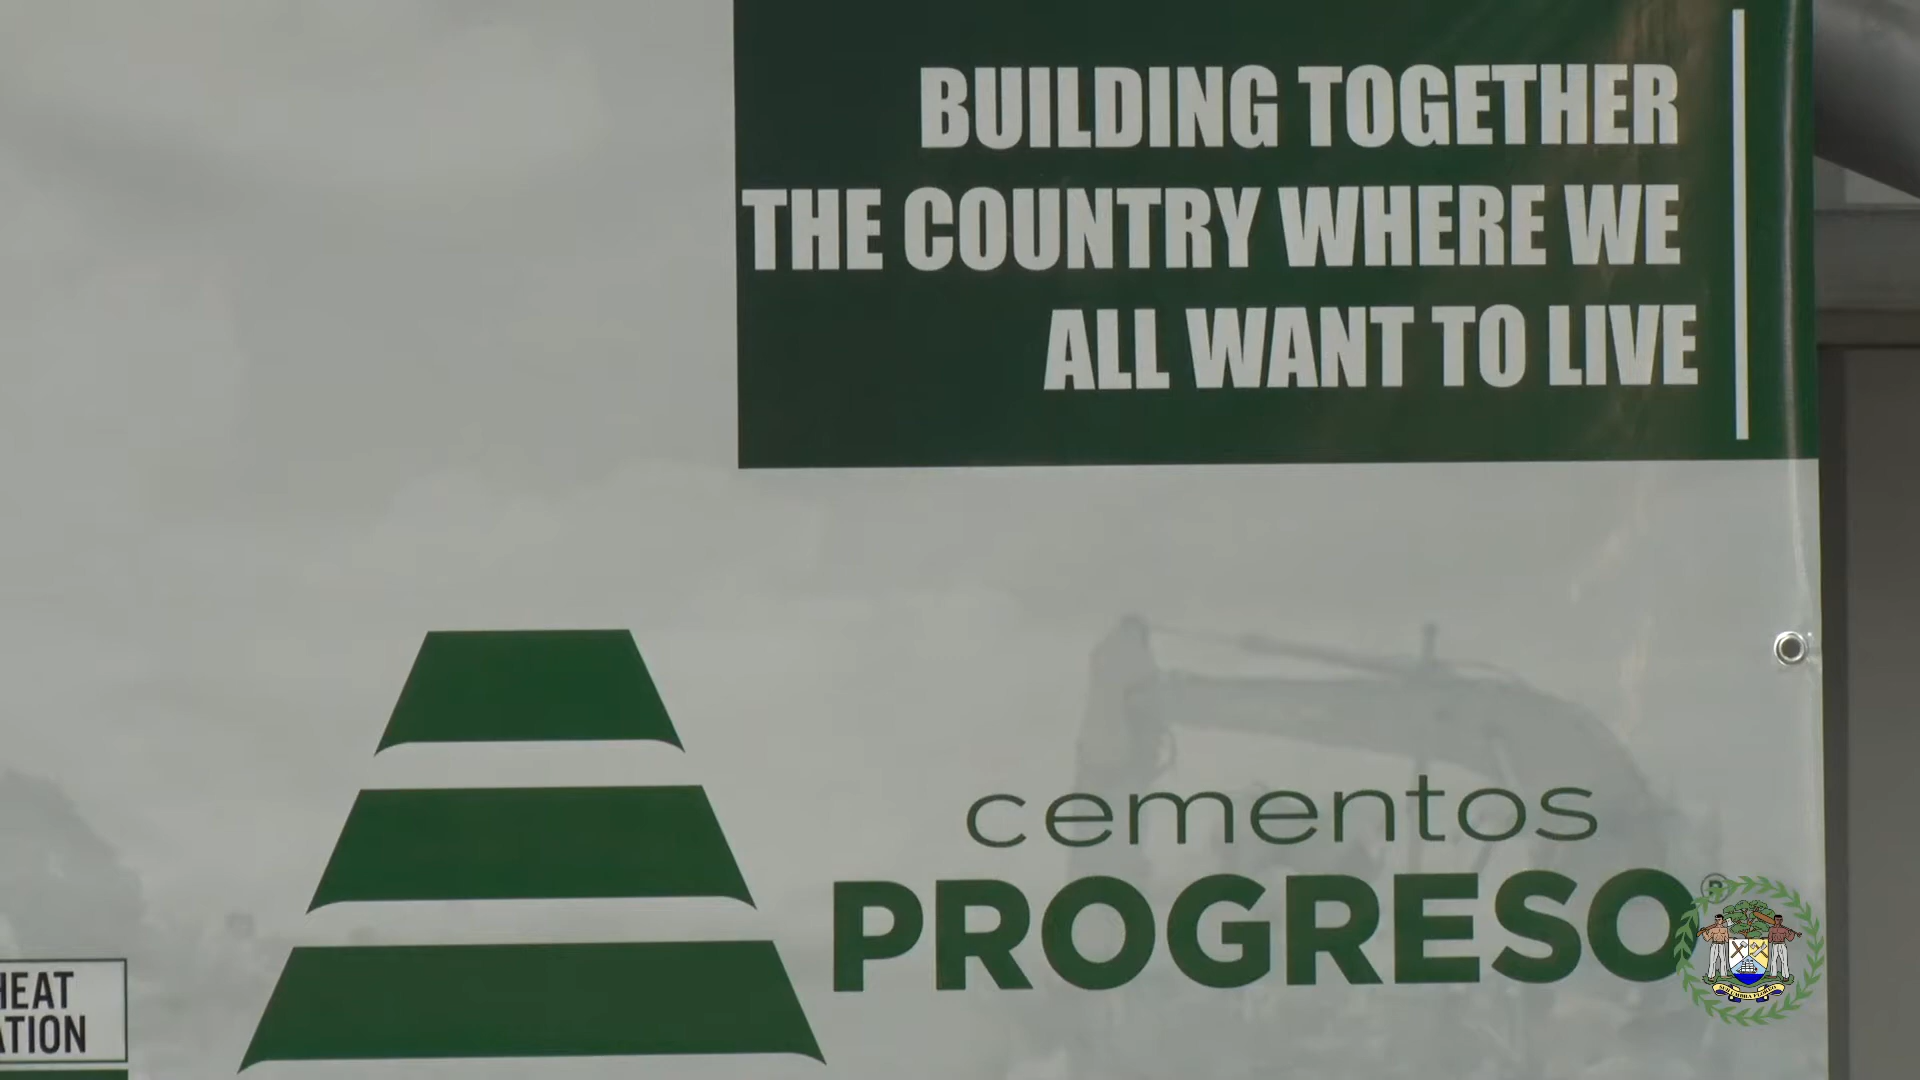 BUILDING TOGETHER
THE COUNTRY WHERE WE
ALL WANT TO LIVE
cementos
PROGRESO